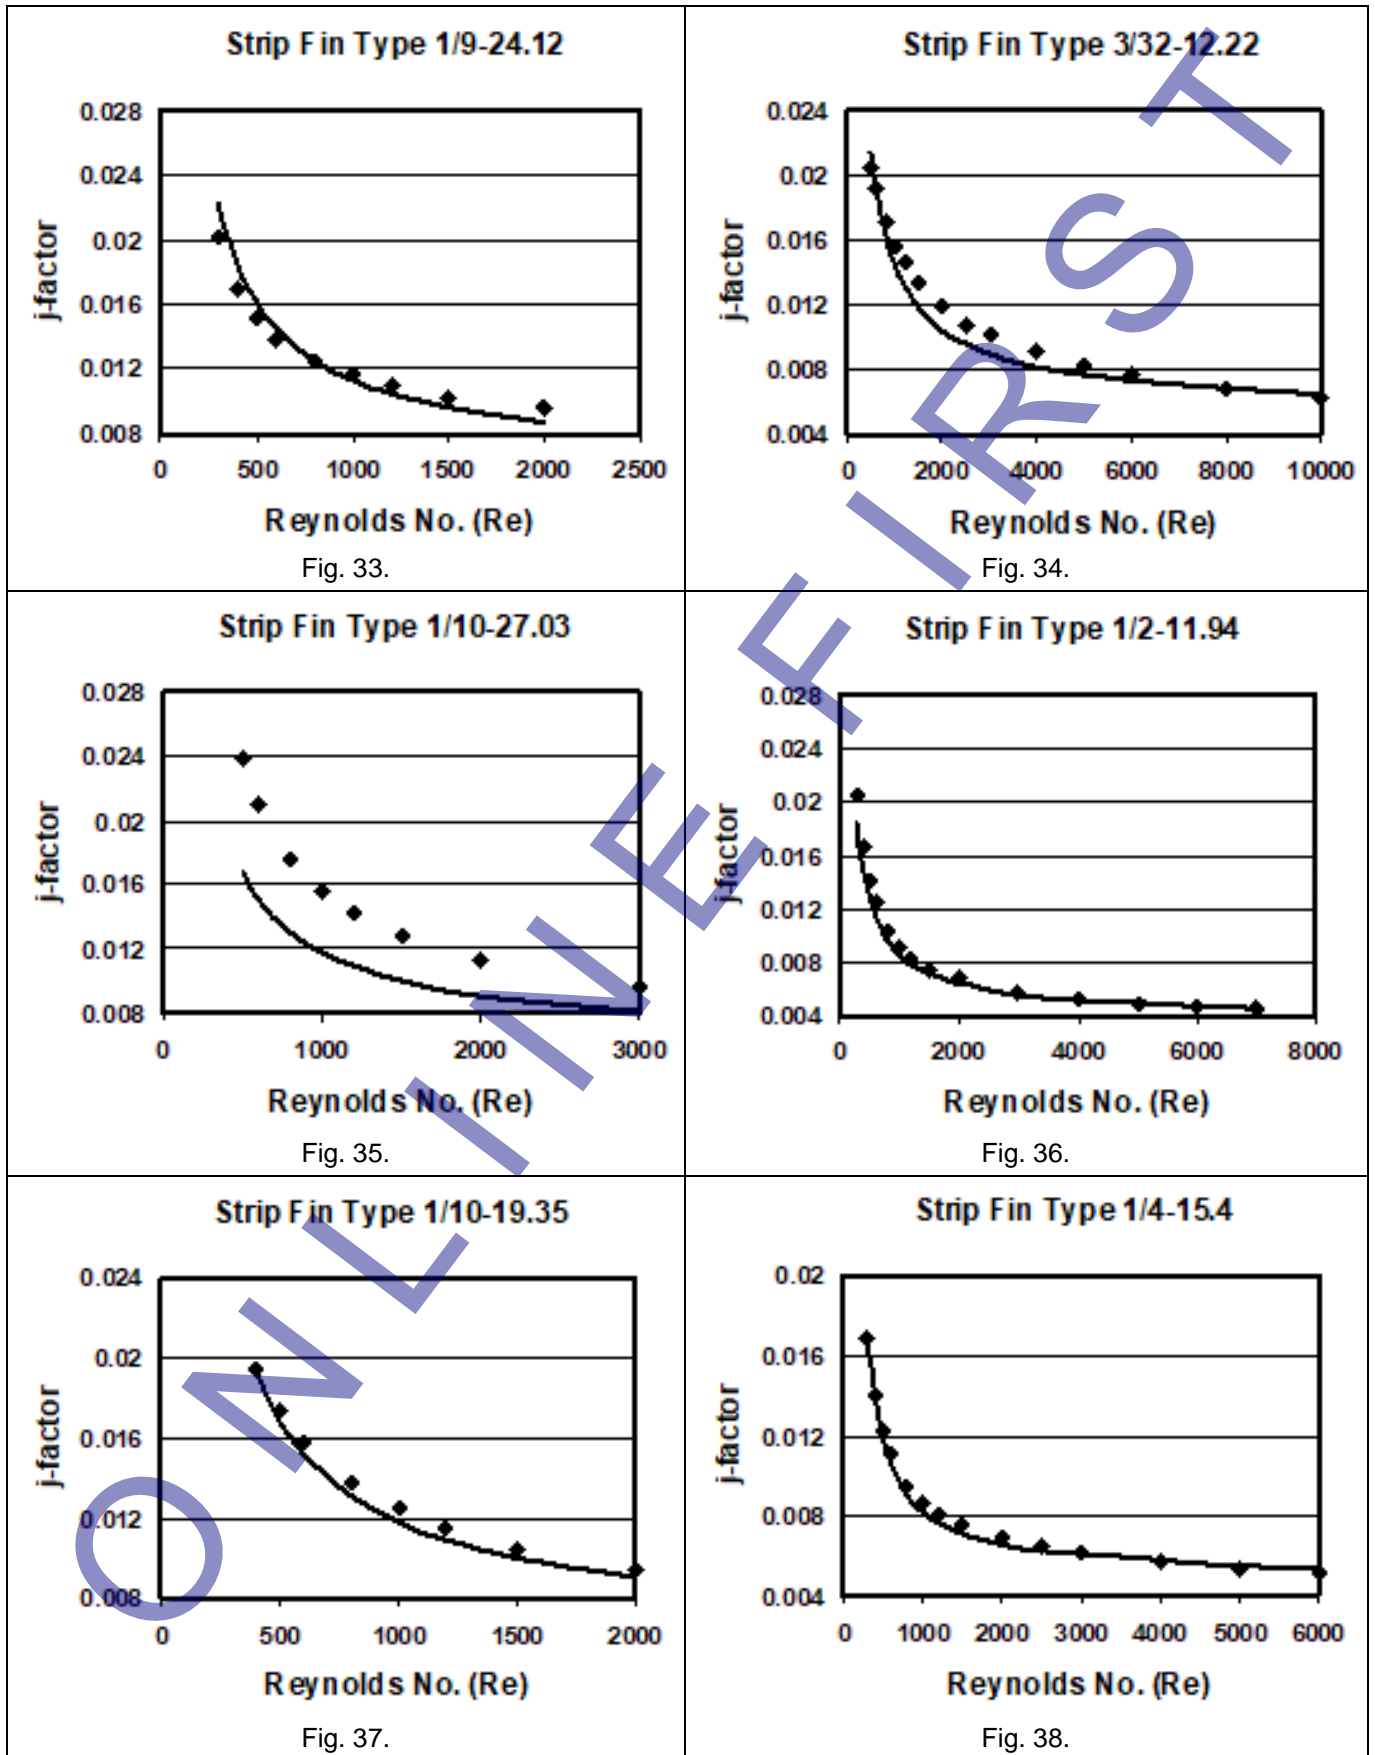 Strip Fin Type 1/9-24.12
0.028
0.024
0.02
0.016
0.012
0.008
j-factor
0 500 1000 1500 2000 2500
Reynolds No. (Re)
Fig. 33.
Strip Fin Type 3/32-12.22
0.024
0.02
0.016
0.012
0.008
0.004
j-factor
0 2000 4000 6000 8000 10000
Reynolds No. (Re)
Fig. 34.
Strip Fin Type 1/10-27.03
0.028
0.024
0.02
0.016
0.012
0.008
j-factor
0 1000 2000 3000
Reynolds No. (Re)
Fig. 35.
Strip Fin Type 1/2-11.94
0.028
0.024
0.02
0.016
0.012
0.008
0.004
j-factor
0 2000 4000 6000 8000
Reynolds No. (Re)
Fig. 36.
Strip Fin Type 1/10-19.35
0.024
0.02
0.016
0.012
0.008
j-factor
0 500 1000 1500 2000
Reynolds No. (Re)
Fig. 37.
Strip Fin Type 1/4-15.4
0.02
0.016
0.012
0.008
0.004
j-factor
0 1000 2000 3000 4000 5000 6000
Reynolds No. (Re)
Fig. 38.
ONLINE FIRST